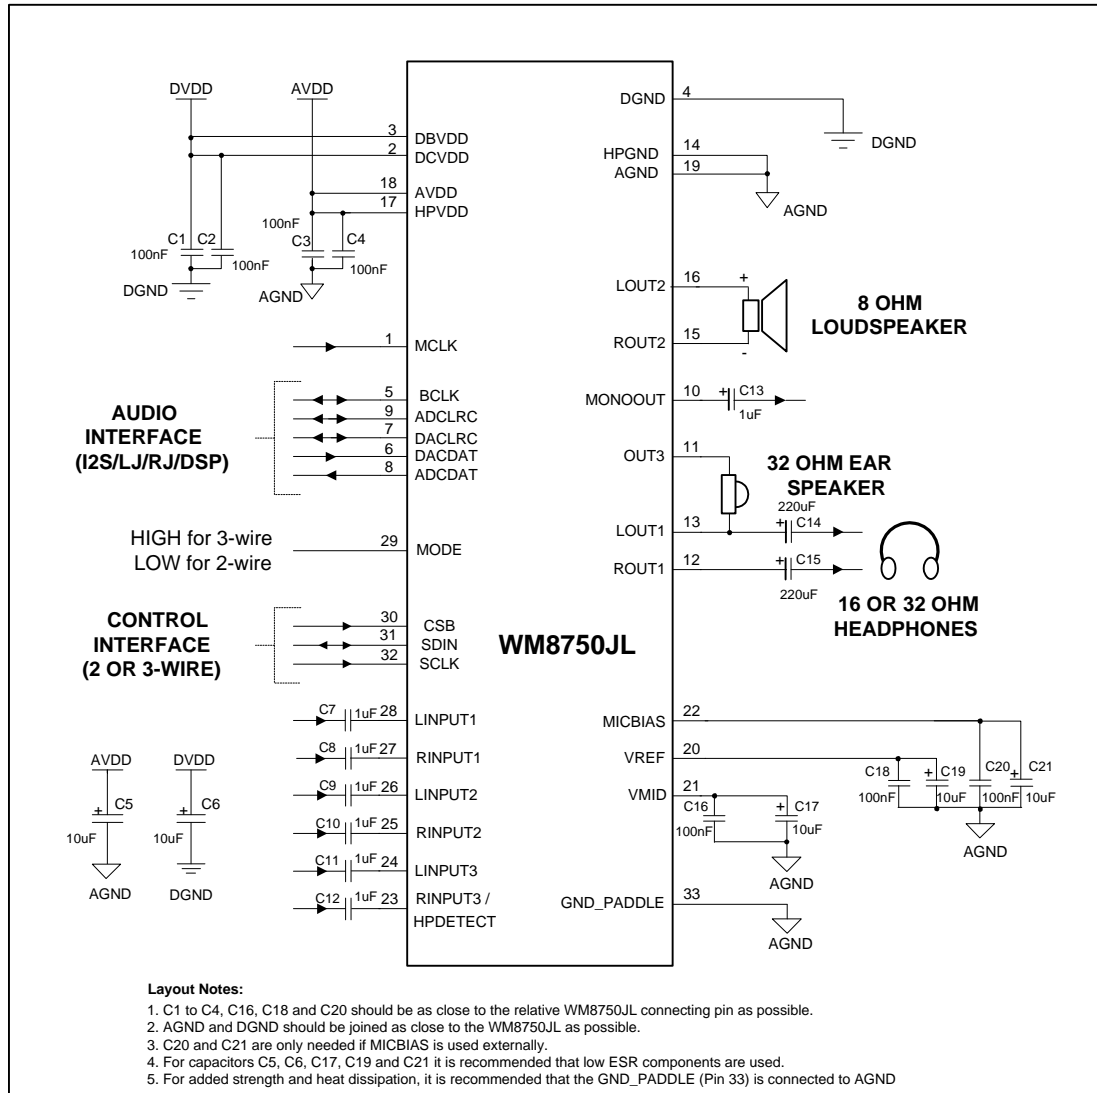 DVDD
AVDD
3
DBVDD
2
DCVDD
18
AVDD
17
HPVDD
100nF
C1
C2
C3
C4
100nF
100nF
100nF
DGND
AGND
1
MCLK
AUDIO
INTERFACE
(I2S/LJ/RJ/DSP)
5
BCLK
9
ADCLRC
7
DACLRC
6
DACDAT
8
ADCDAT
HIGH for 3-wire
LOW for 2-wire
29
MODE
CONTROL
INTERFACE
(2 OR 3-WIRE)
30
CSB
31
SDIN
32
SCLK
WM8750JL
C7
1uF
28
LINPUT1
C8
1uF
27
RINPUT1
C9
1uF
26
LINPUT2
C10
1uF
25
RINPUT2
C11
1uF
24
LINPUT3
C12
1uF
23
RINPUT3 /
HPDETECT
AVDD
DVDD
+
C5
+
C6
10uF
10uF
AGND
DGND
DGND
4
DGND
HPGND
14
AGND
19
AGND
LOUT2
16
+
ROUT2
15
-
8 OHM
LOUDSPEAKER
MONOOUT
10
+
C13
1uF
OUT3
11
32 OHM EAR
SPEAKER
220uF
LOUT1
13
+
C14
ROUT1
12
+
C15
220uF
16 OR 32 OHM
HEADPHONES
MICBIAS
22
VREF
20
C18
+
C19
C20
+
C21
100nF
10uF
100nF
10uF
AGND
VMID
21
C16
+
C17
100nF
10uF
AGND
GND_PADDLE
33
AGND
Layout Notes:
1. C1 to C4, C16, C18 and C20 should be as close to the relative WM8750JL connecting pin as possible.
2. AGND and DGND should be joined as close to the WM8750JL as possible.
3. C20 and C21 are only needed if MICBIAS is used externally.
4. For capacitors C5, C6, C17, C19 and C21 it is recommended that low ESR components are used.
5. For added strength and heat dissipation, it is recommended that the GND_PADDLE (Pin 33) is connected to AGND